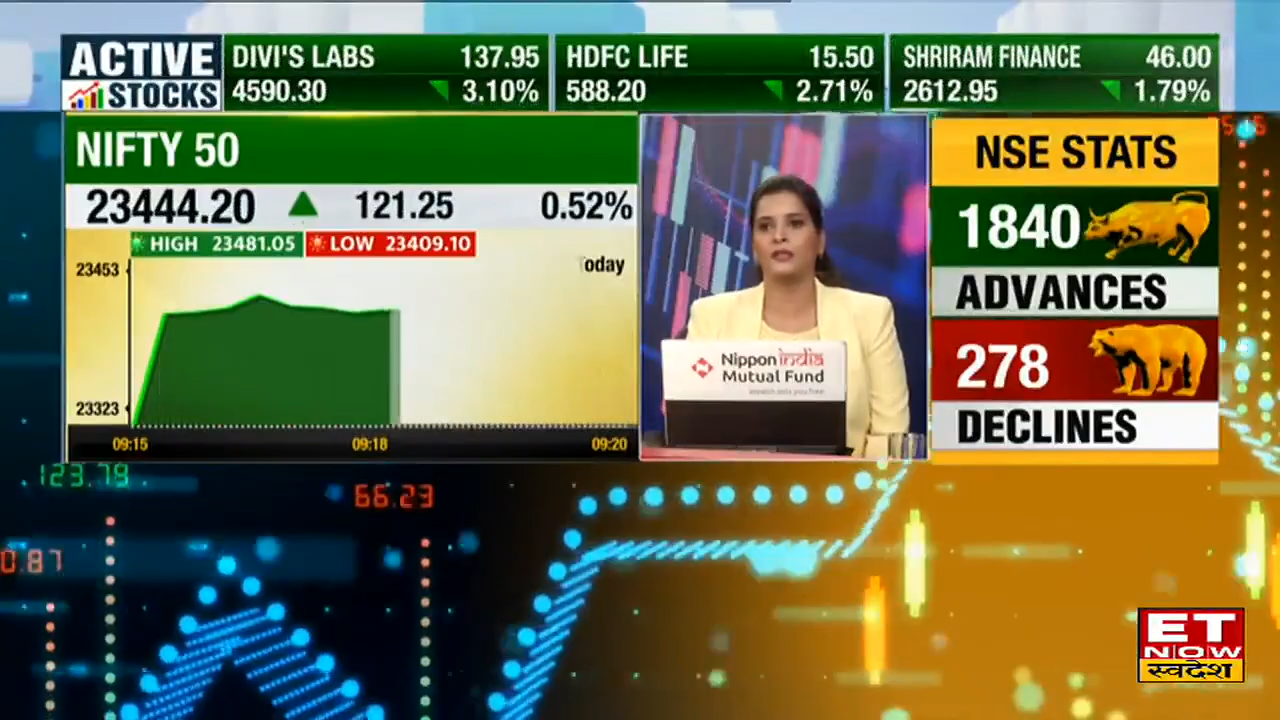 ACTIVE
STOCKS
DIVI'S LABS 137.95
4590.30 3.10%
HDFC LIFE 15.50
588.20 2.71%
SHRIRAM FINANCE 46.00
2612.95 1.79%
NIFTY 50
23444.20 121.25 0.52%
HIGH 23481.05 LOW 23409.10
oday
23453
23323
09:15 09:18 09:20
Nippon india
Mutual Fund
NSE STATS
1840
ADVANCES
278
DECLINES
123.79
66.23
0.87
ET
NOW
स्वदेश